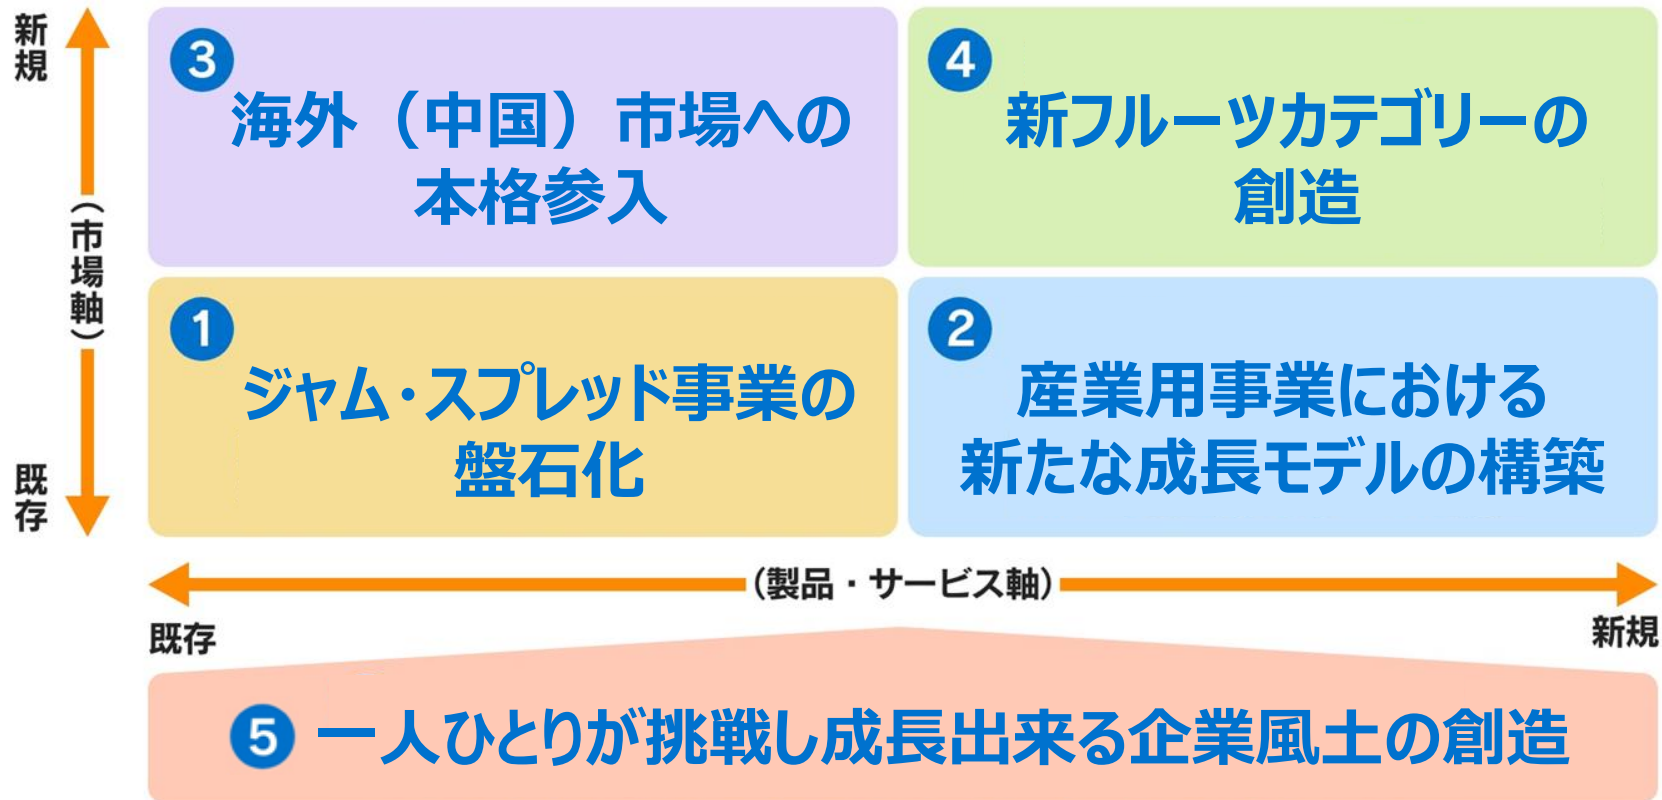 新規
(市場軸)
既存
3
海外（中国）市場への
本格参入
4
新フルーツカテゴリーの
創造
1
ジャム・スプレッド事業の
盤石化
2
産業用事業における
新たな成長モデルの構築
(製品・サービス軸)
既存
新規
5 一人ひとりが挑戦し成長出来る企業風土の創造